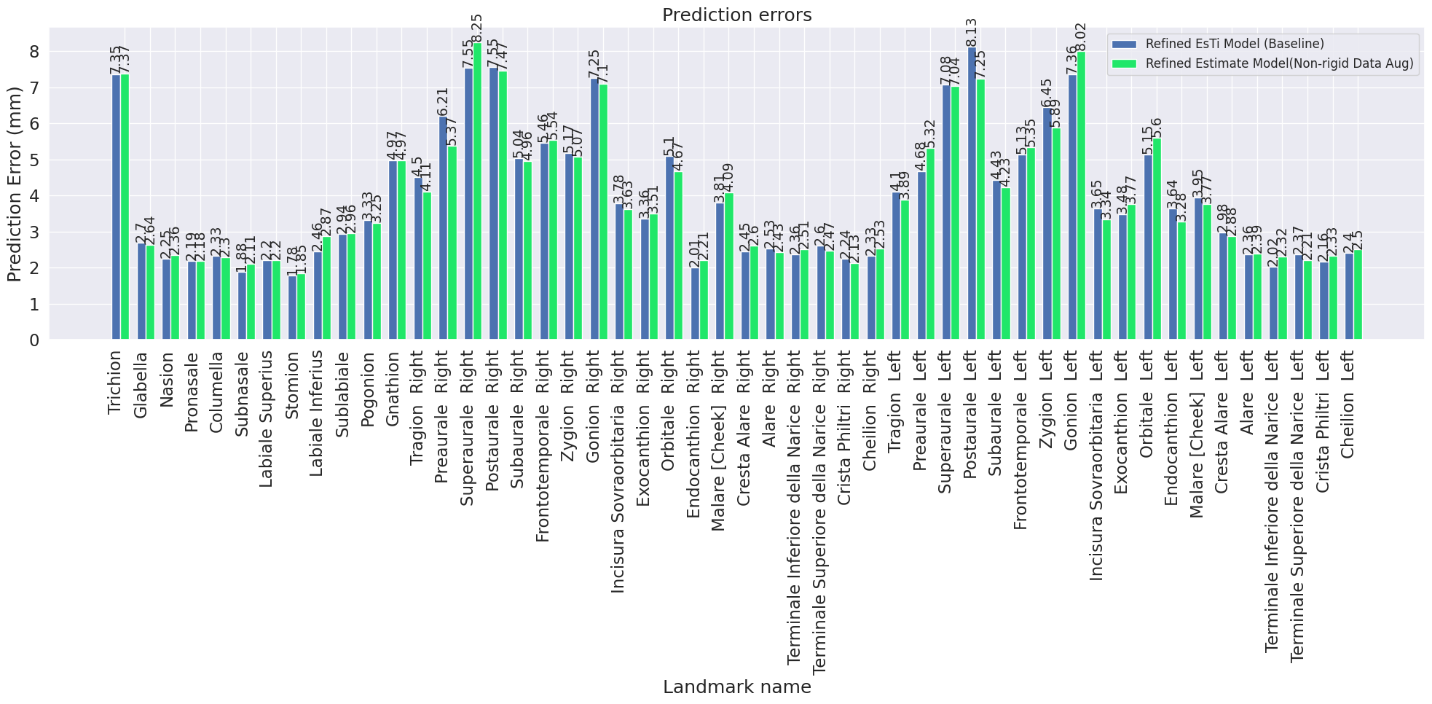 Prediction errors
Refined EsTi Model (Baseline)
Refined Estimate Model(Non-rigid Data Aug)
Prediction Error (mm)
8
7
6
5
4
3
2
1
0
7.35
7.37
2.7
2.64
2.25
2.36
2.19
2.18
2.33
2.3
1.88
2.11
2.2
2.2
1.78
1.85
2.46
2.87
2.94
2.96
3.33
3.25
4.97
4.97
4.5
4.11
6.21
5.37
7.55
8.25
7.55
7.47
5.04
4.96
5.46
5.54
5.17
5.07
7.25
7.1
3.78
3.63
3.36
3.51
5.1
4.67
2.01
2.21
3.81
4.09
2.45
2.6
2.53
2.43
2.36
2.51
2.6
2.47
2.24
2.13
2.33
2.53
4.1
3.89
4.68
5.32
7.08
7.04
8.13
7.25
4.43
4.23
5.13
5.35
6.45
5.89
7.36
8.02
3.65
3.34
3.48
3.77
5.15
5.6
3.64
3.28
3.95
3.77
2.98
2.88
2.36
2.39
2.02
2.32
2.37
2.21
2.16
2.33
2.4
2.5
Trichion
Glabella
Nasion
Pronasale
Columella
Subnasale
Labiale Superius
Stomion
Labiale Inferius
Sublabiale
Pogonion
Gnathion
Tragion Right
Preaurale Right
Superaurale Right
Postaurale Right
Subaurale Right
Frontotemporale Right
Zygion Right
Gonion Right
Incisura Sovraorbitaria Right
Exocanthion Right
Orbitale Right
Endocanthion Right
Malare [Cheek] Right
Cresta Alare Right
Alare Right
Terminale Inferiore della Narice Right
Terminale Superiore della Narice Right
Crista Philtri Right
Cheilion Right
Tragion Left
Preaurale Left
Superaurale Left
Postaurale Left
Subaurale Left
Frontotemporale Left
Zygion Left
Gonion Left
Incisura Sovraorbitaria Left
Exocanthion Left
Orbitale Left
Endocanthion Left
Malare [Cheek] Left
Cresta Alare Left
Alare Left
Terminale Inferiore della Narice Left
Terminale Superiore della Narice Left
Crista Philtri Left
Cheilion Left
Landmark name